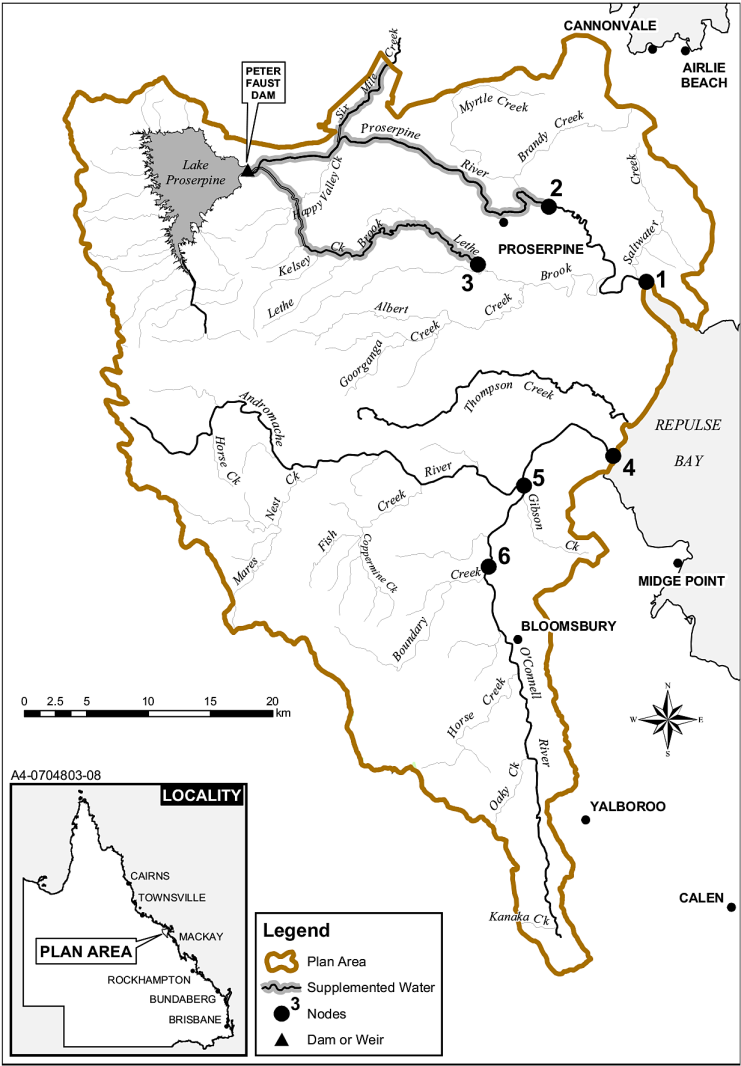 CANNONVALE
AIRLIE
BEACH
PETER
FAUST
DAM
Six Mile Creek
Myrtle Creek
Brandy Creek
Proserpine River
Saltwater Creek
Lake
Proserpine
Happy Valley Ck
2
PROSERPINE
Kelsey Ck
Lethe Brook
3
1
Lethe Brook
Albert Creek
Goorganga Creek
Thompson Creek
Andromache River
REPULSE
BAY
Horse Ck
4
5
Mares Nest Ck
Fish Creek
Coppermine Ck
Gibson Ck
6
MIDGE POINT
Boundary Creek
BLOOMSBURY
O'Connell River
Horse Creek
Oaky Ck
YALBOROO
CALEN
Kanaka C'k
N
W E
S
0 2.5 5 10 15 20
km
A4-0704803-08
LOCALITY
CAIRNS
TOWNSVILLE
MACKAY
PLAN AREA
ROCKHAMPTON
BUNDABERG
BRISBANE
Legend
Plan Area
Supplemented Water
3 Nodes
Dam or Weir